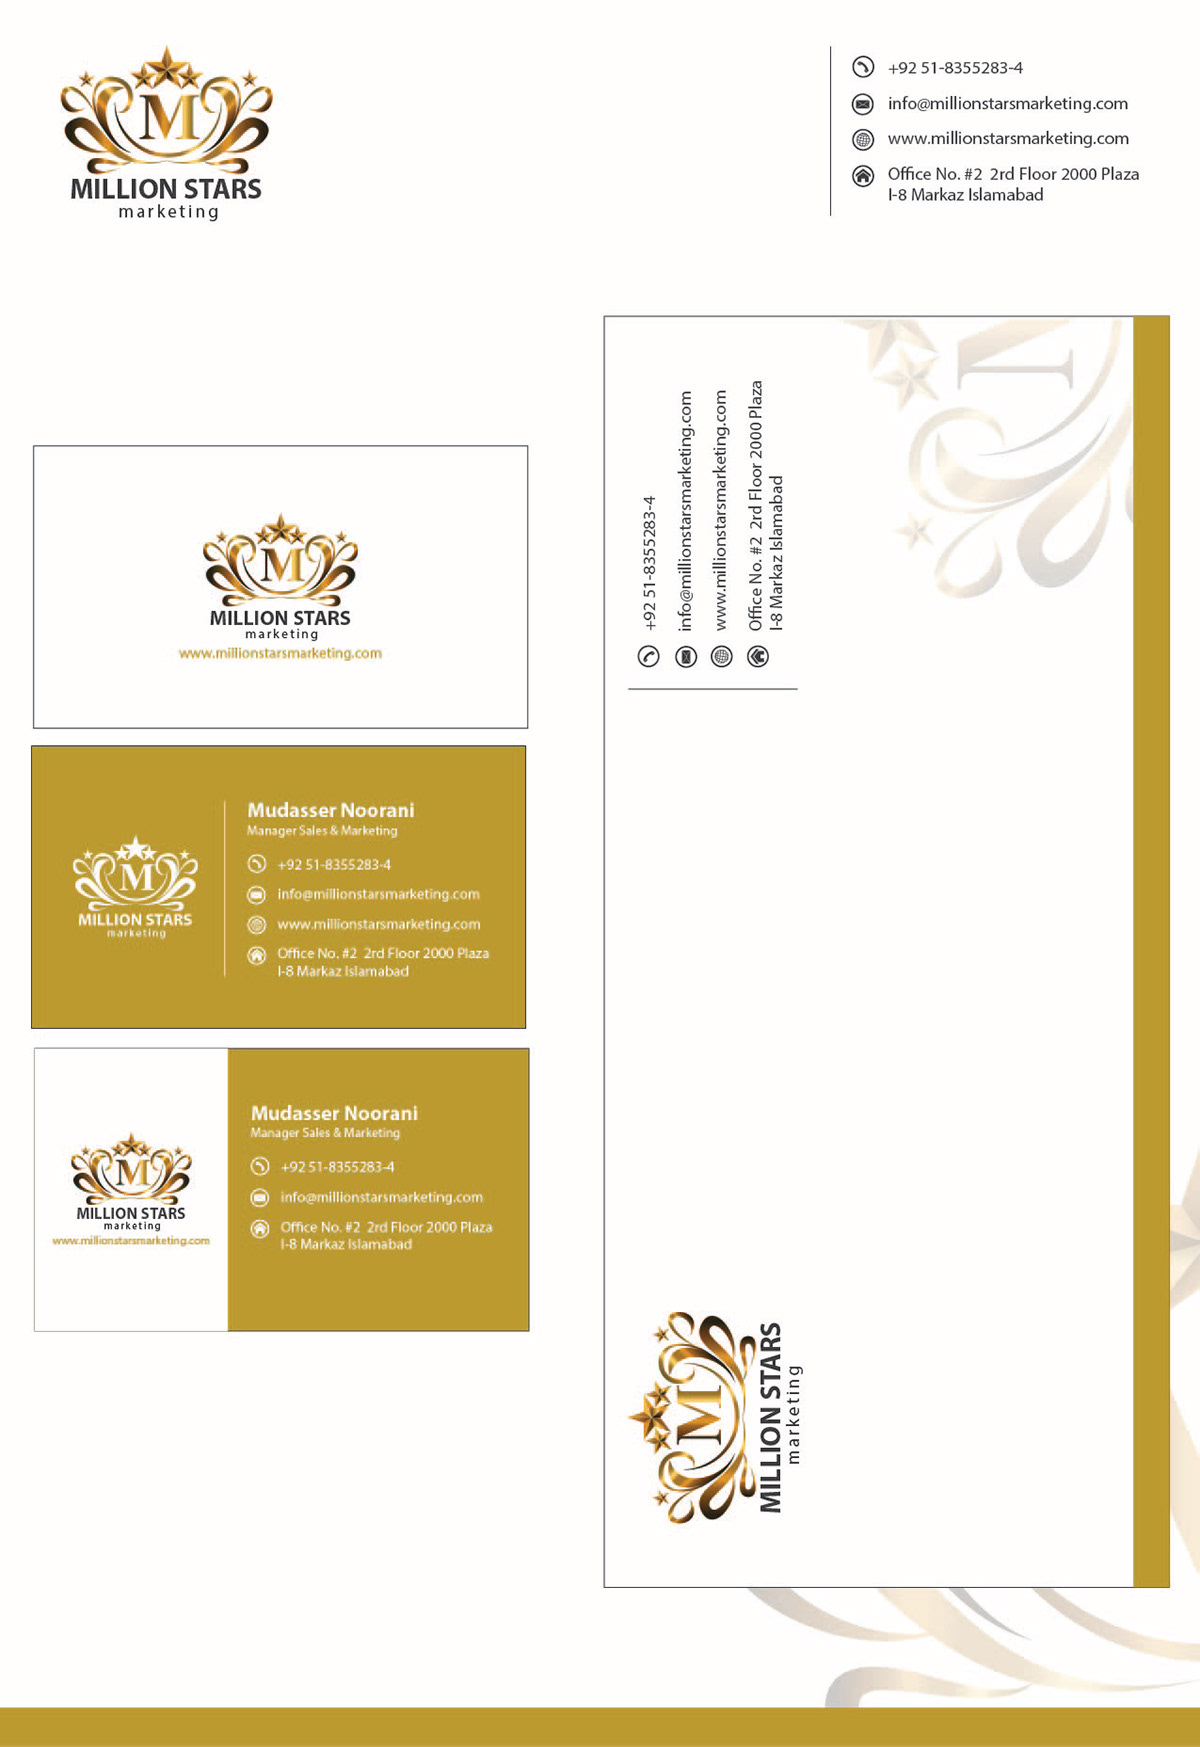 M
MILLION STARS
marketing
+92 51-8355283-4
info@millionstarsmarketing.com
www.millionstarsmarketing.com
Office No. #2 2rd Floor 2000 Plaza
I-8 Markaz Islamabad
M
MILLION STARS
marketing
www.millionstarsmarketing.com
M
MILLION STARS
marketing
Mudasser Noorani
Manager Sales & Marketing
+92 51-8355283-4
info@millionstarsmarketing.com
www.millionstarsmarketing.com
Office No. #2 2rd Floor 2000 Plaza
I-8 Markaz Islamabad
M
MILLION STARS
marketing
www.millionstarsmarketing.com
Mudasser Noorani
Manager Sales & Marketing
+92 51-8355283-4
info@millionstarsmarketing.com
Office No. #2 2rd Floor 2000 Plaza
I-8 Markaz Islamabad
M
MILLION STARS
marketing
+92 51-8355283-4
info@millionstarsmarketing.com
www.millionstarsmarketing.com
Office No. #2 2rd Floor 2000 Plaza
I-8 Markaz Islamabad